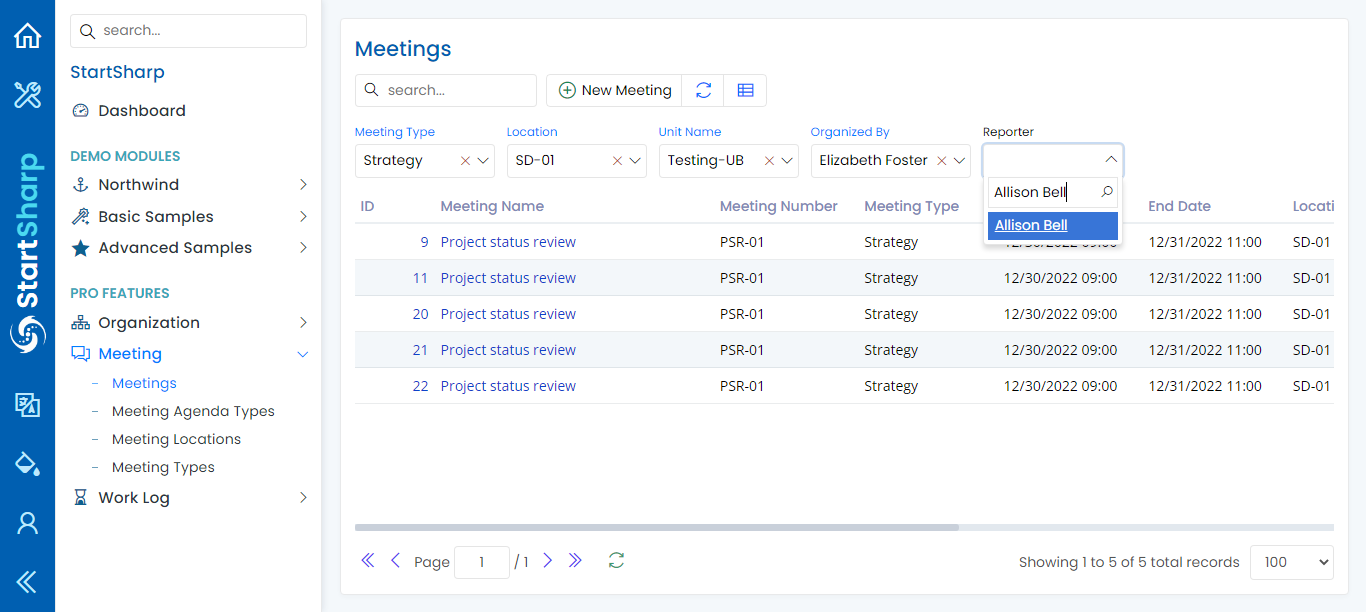 StartSharp
search...
StartSharp
Dashboard
DEMO MODULES
Northwind
Basic Samples
Advanced Samples
PRO FEATURES
Organization
Meeting
Meetings
Meeting Agenda Types
Meeting Locations
Meeting Types
Work Log
Meetings
search...
New Meeting
Meeting Type Location Unit Name Organized By Reporter
Strategy SD-01 Testing-UB Elizabeth Foster
Allison Bell
Allison Bell
ID Meeting Name Meeting Number Meeting Type End Date Locati
9 Project status review PSR-01 Strategy 12/30/2022 09:00 12/31/2022 11:00 SD-01
11 Project status review PSR-01 Strategy 12/30/2022 09:00 12/31/2022 11:00 SD-01
20 Project status review PSR-01 Strategy 12/30/2022 09:00 12/31/2022 11:00 SD-01
21 Project status review PSR-01 Strategy 12/30/2022 09:00 12/31/2022 11:00 SD-01
22 Project status review PSR-01 Strategy 12/30/2022 09:00 12/31/2022 11:00 SD-01
Page 1 / 1
Showing 1 to 5 of 5 total records 100